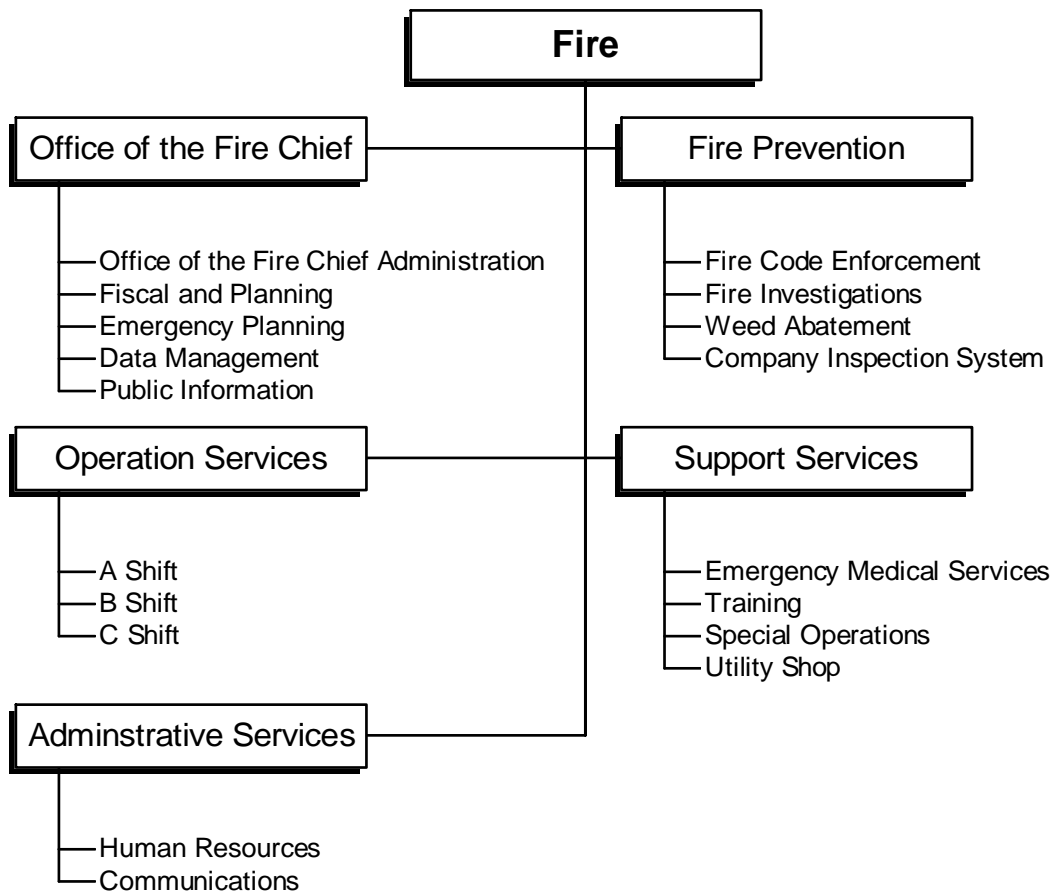 Fire
Office of the Fire Chief
Office of the Fire Chief Administration
Fiscal and Planning
Emergency Planning
Data Management
Public Information
Fire Prevention
Fire Code Enforcement
Fire Investigations
Weed Abatement
Company Inspection System
Operation Services
A Shift
B Shift
C Shift
Support Services
Emergency Medical Services
Training
Special Operations
Utility Shop
Adminstrative Services
Human Resources
Communications